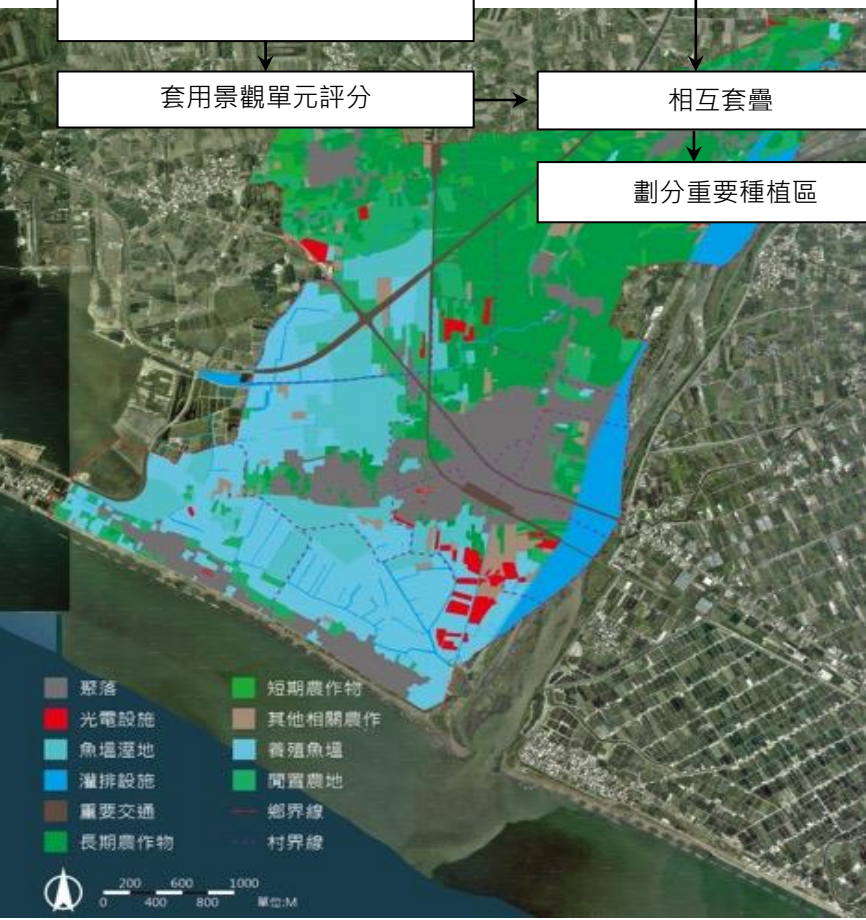 套用景觀單元評分
相互套疊
劃分重要種植區
聚落
短期農作物
光電設施
其他相關農作
魚塭溼地
養殖魚塭
灌排設施
閒置農地
重要交通
鄉界線
長期農作物
村界線
200 600 1000
0 400 800 單位:M